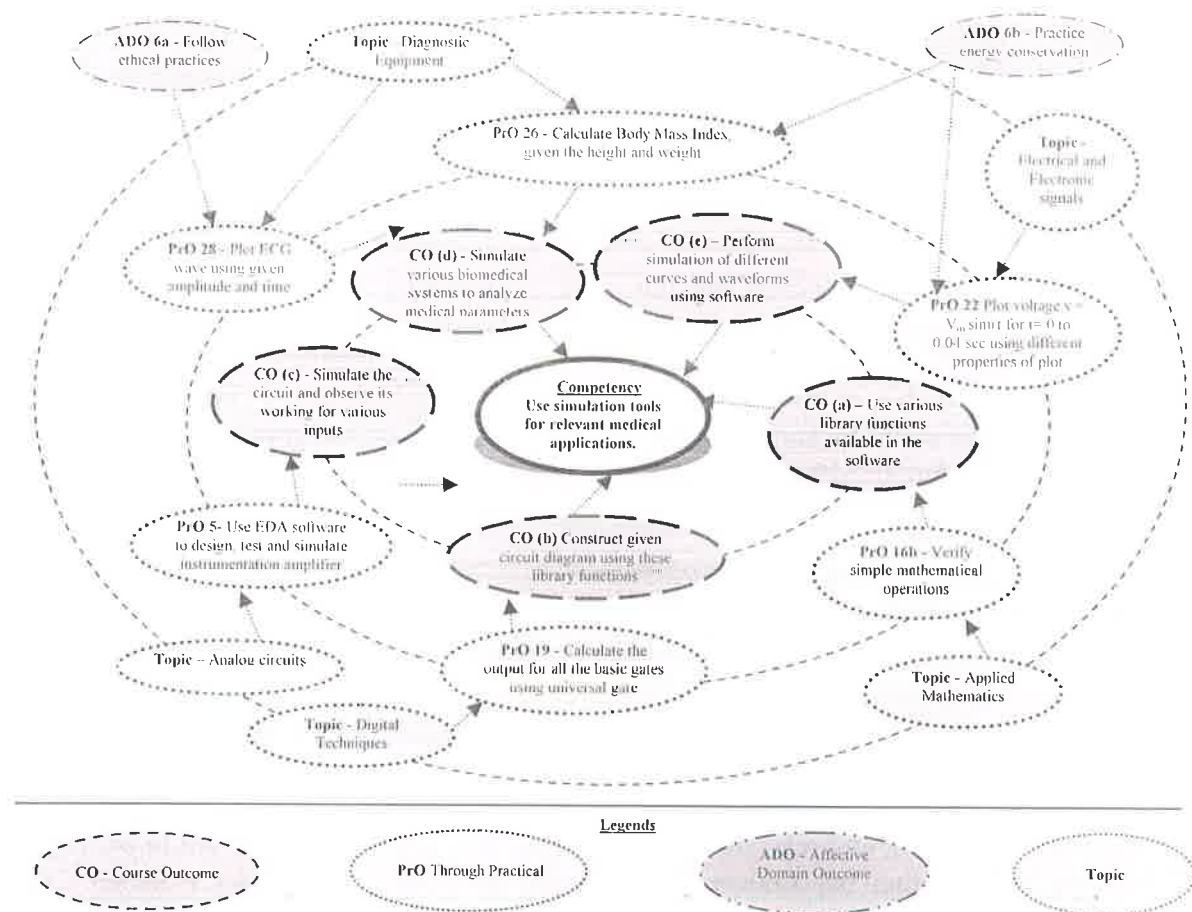 ADO 6a - Follow
ethical practices
Topic - Diagnostic
Equipment
ADO 6b - Practice
energy conservation
PrO 26 - Calculate Body Mass Index,
given the height and weight
Topic -
Electrical and
Electronic
signals
PrO 28 - Plot ECG
wave using given
amplitude and time
CO (d) - Simulate
various biomedical
systems to analyze
medical parameters
CO (e) – Perform
simulation of different
curves and waveforms
using software
PrO 22 Plot voltage v =
for t= 0 to
0.04 sec using different
properties of plot
CO (c) - Simulate the
circuit and observe its
working for various
inputs
Competency
Use simulation tools
for relevant medical
applications.
CO (a) – Use various
library functions
available in the
software
PrO 5- Use EDA software
to design, test and simulate
instrumentation amplifier
CO (b) Construct given
circuit diagram using these
library functions
PrO 16b - Verify
simple mathematical
operations
Topic – Analog circuits
PrO 19 - Calculate the
output for all the basic gates
using universal gate
Topic - Applied
Mathematics
Topic - Digital
Techniques
Legends
CO - Course Outcome
PrO Through Practical
ADO - Affective
Domain Outcome
Topic